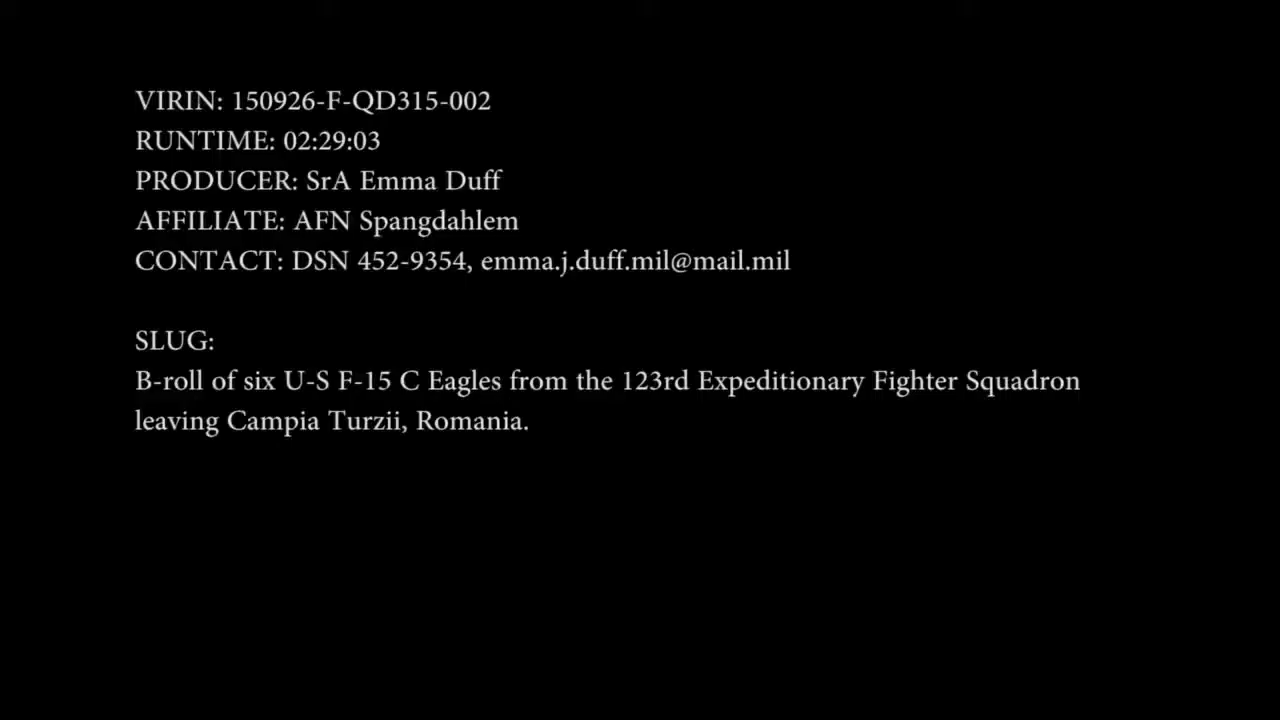 VIRIN: 150926-F-QD315-002
RUNTIME: 02:29:03
PRODUCER: SrA Emma Duff
AFFILIATE: AFN Spangdahlem
CONTACT: DSN 452-9354, emma.j.duff.mil@mail.mil
SLUG:
B-roll of six U-S F-15 C Eagles from the 123rd Expeditionary Fighter Squadron
leaving Campia Turzii, Romania.